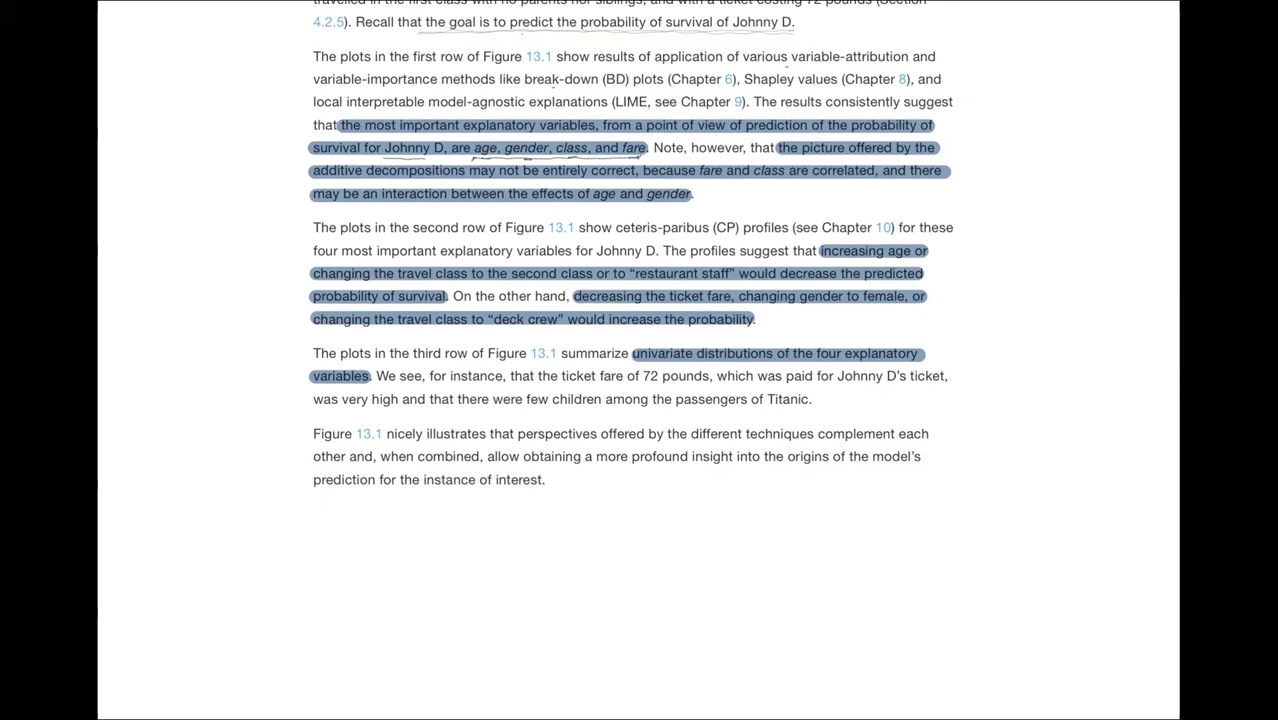 4.2.5). Recall that the goal is to predict the probability of survival of Johnny D.
The plots in the first row of Figure 13.1 show results of application of various variable-attribution and
variable-importance methods like break-down (BD) plots (Chapter 6), Shapley values (Chapter 8), and
local interpretable model-agnostic explanations (LIME, see Chapter 9). The results consistently suggest
that the most important explanatory variables, from a point of view of prediction of the probability of
survival for Johnny D, are age, gender, class, and fare. Note, however, that the picture offered by the
additive decompositions may not be entirely correct, because fare and class are correlated, and there
may be an interaction between the effects of age and gender.
The plots in the second row of Figure 13.1 show ceteris-paribus (CP) profiles (see Chapter 10) for these
four most important explanatory variables for Johnny D. The profiles suggest that increasing age or
changing the travel class to the second class or to “restaurant staff” would decrease the predicted
probability of survival. On the other hand, decreasing the ticket fare, changing gender to female, or
changing the travel class to “deck crew” would increase the probability.
The plots in the third row of Figure 13.1 summarize univariate distributions of the four explanatory
variables. We see, for instance, that the ticket fare of 72 pounds, which was paid for Johnny D’s ticket,
was very high and that there were few children among the passengers of Titanic.
Figure 13.1 nicely illustrates that perspectives offered by the different techniques complement each
other and, when combined, allow obtaining a more profound insight into the origins of the model’s
prediction for the instance of interest.